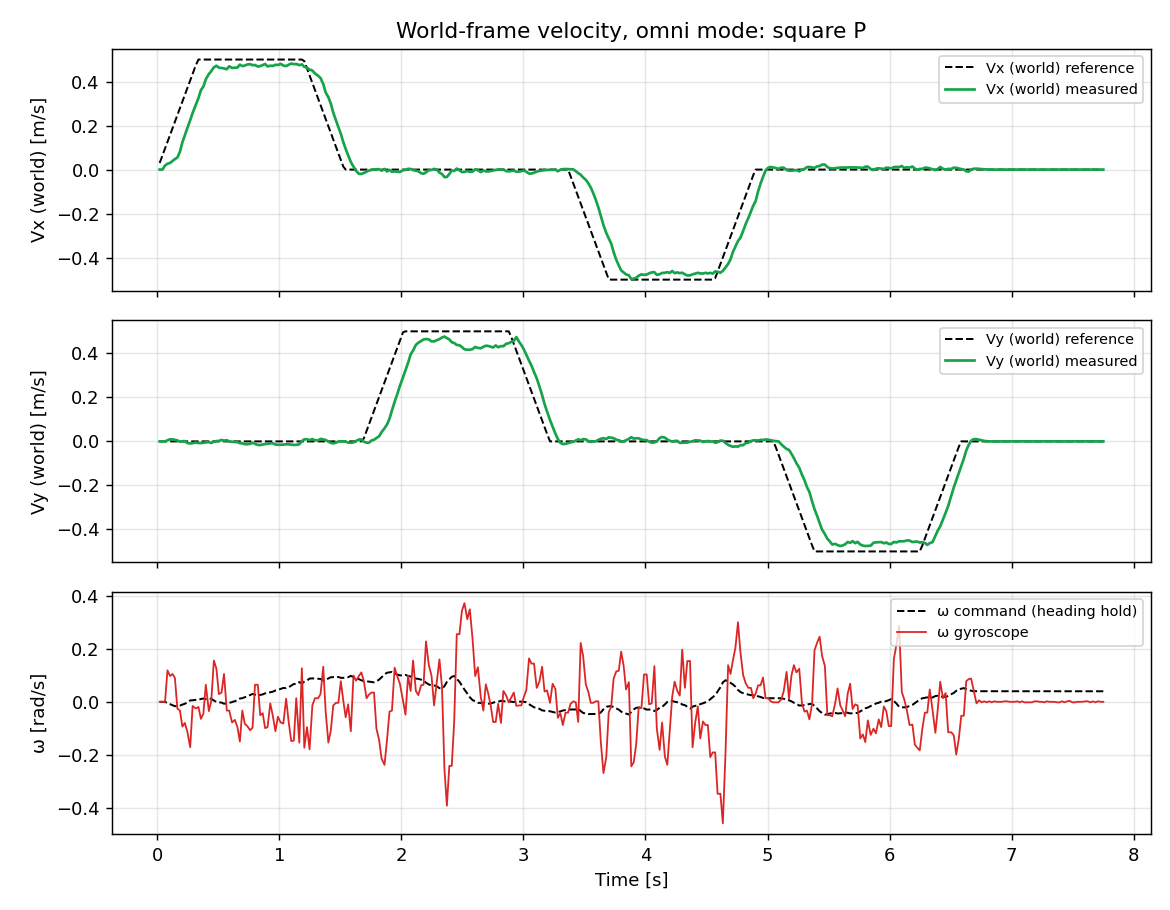 World-frame velocity, omni mode: square P
Vx (world) [m/s]
0.4
0.2
0.0
−0.2
−0.4
Vx (world) reference
Vx (world) measured
Vy (world) [m/s]
0.4
0.2
0.0
−0.2
−0.4
Vy (world) reference
Vy (world) measured
ω [rad/s]
0.4
0.2
0.0
−0.2
−0.4
ω command (heading hold)
ω gyroscope
0 1 2 3 4 5 6 7 8
Time [s]